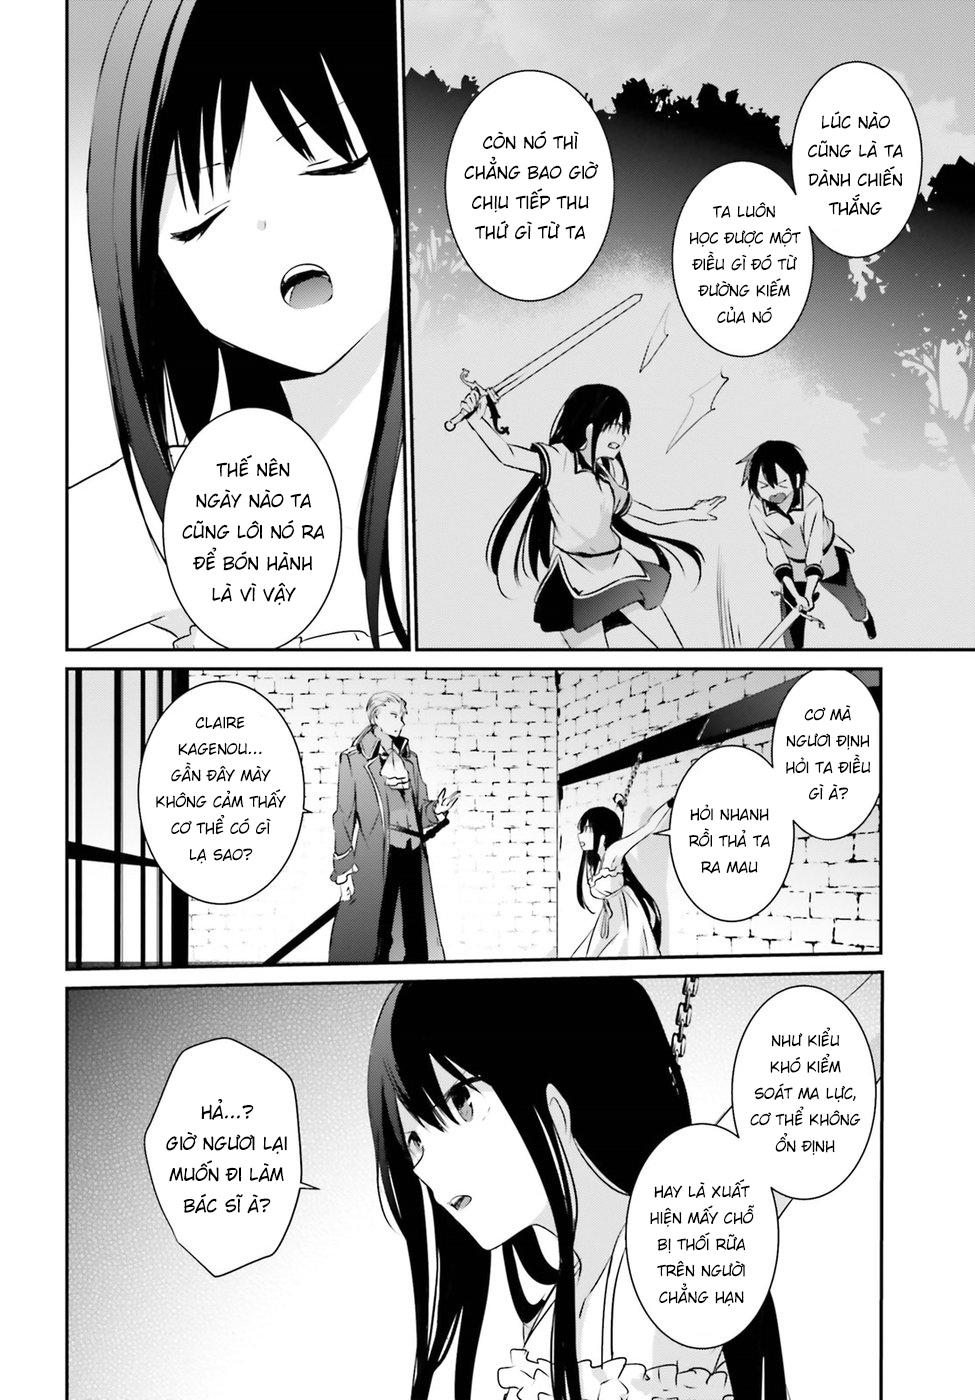 LÚC NÀO
CŨNG LÀ TA
DÀNH CHIẾN
THẮNG
TA LUÔN
HỌC ĐƯỢC MỘT
ĐIỀU GÌ ĐÓ TỪ
ĐƯỜNG KIẾM
CỦA NÓ
CÒN NÓ THÌ
CHẲNG BAO GIỜ
CHỊU TIẾP THU
THỨ GÌ TỪ TA
THẾ NÊN
NGÀY NÀO TA
CŨNG LÔI NÓ RA
ĐỂ BÓN HÀNH
LÀ VÌ VẬY
CƠ MÀ
NGƯƠI ĐỊNH
HỎI TA ĐIỀU
GÌ À?
HỎI NHANH
RỒI THẢ TA
RA MAU
CLAIRE
KAGENOU...
GẦN ĐÂY MÀY
KHÔNG CẢM THẤY
CƠ THỂ CÓ GÌ
LẠ SAO?
NHƯ KIỂU
KHÓ KIỂM
SOÁT MA LỰC,
CƠ THỂ KHÔNG
ỔN ĐỊNH
HAY LÀ XUẤT
HIỆN MẤY CHỖ
BỊ THỐI RỮA
TRÊN NGƯỜI
CHẲNG HẠN
HẢ...?
GIỜ NGƯƠI LẠI
MUỐN ĐI LÀM
BÁC SĨ À?